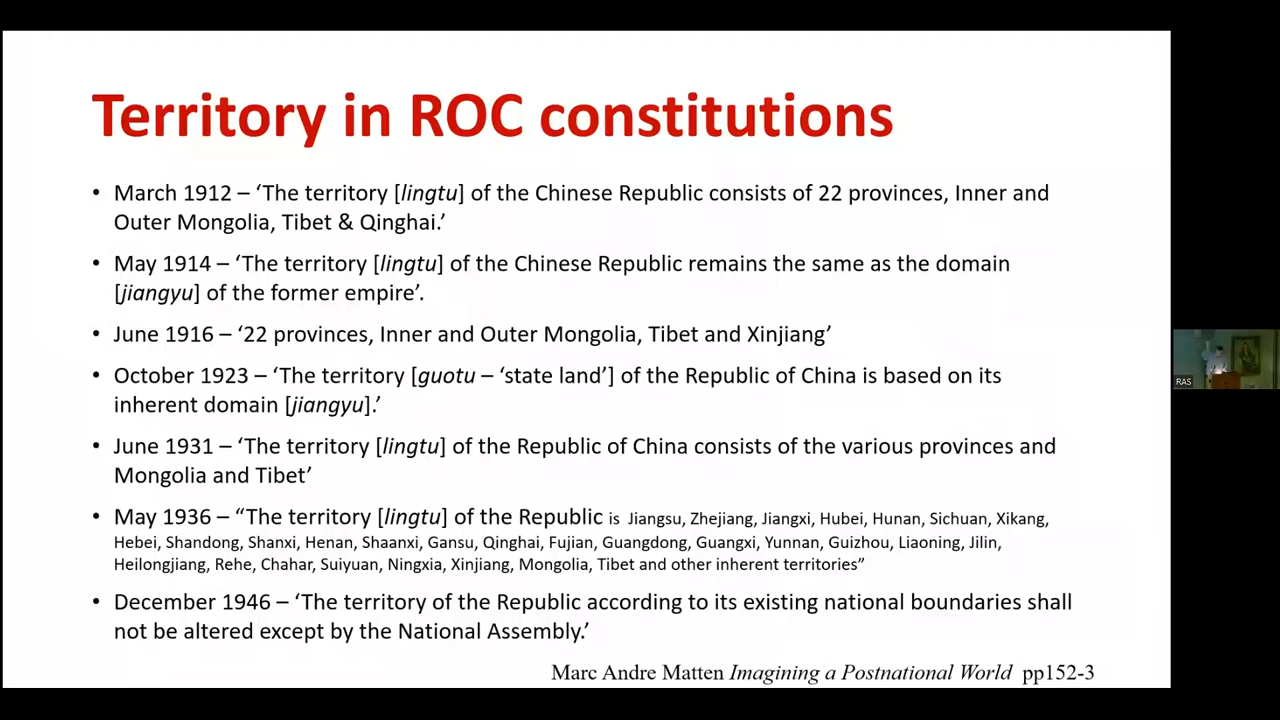 Territory in ROC constitutions
• March 1912 – ‘The territory [lingtu] of the Chinese Republic consists of 22 provinces, Inner and
Outer Mongolia, Tibet & Qinghai.’
• May 1914 – ‘The territory [lingtu] of the Chinese Republic remains the same as the domain
[jiangyu] of the former empire’.
• June 1916 – ‘22 provinces, Inner and Outer Mongolia, Tibet and Xinjiang’
• October 1923 – ‘The territory [guotu – ‘state land’] of the Republic of China is based on its
inherent domain [jiangyu].’
• June 1931 – ‘The territory [lingtu] of the Republic of China consists of the various provinces and
Mongolia and Tibet’
• May 1936 – “The territory [lingtu] of the Republic is Jiangsu, Zhejiang, Jiangxi, Hubei, Hunan, Sichuan, Xikang,
Hebei, Shandong, Shanxi, Henan, Shaanxi, Gansu, Qinghai, Fujian, Guangdong, Guangxi, Yunnan, Guizhou, Liaoning, Jilin,
Heilongjiang, Rehe, Chahar, Suiyuan, Ningxia, Xinjiang, Mongolia, Tibet and other inherent territories”
• December 1946 – ‘The territory of the Republic according to its existing national boundaries shall
not be altered except by the National Assembly.’
Marc Andre Matten Imagining a Postnational World pp152-3
RAS